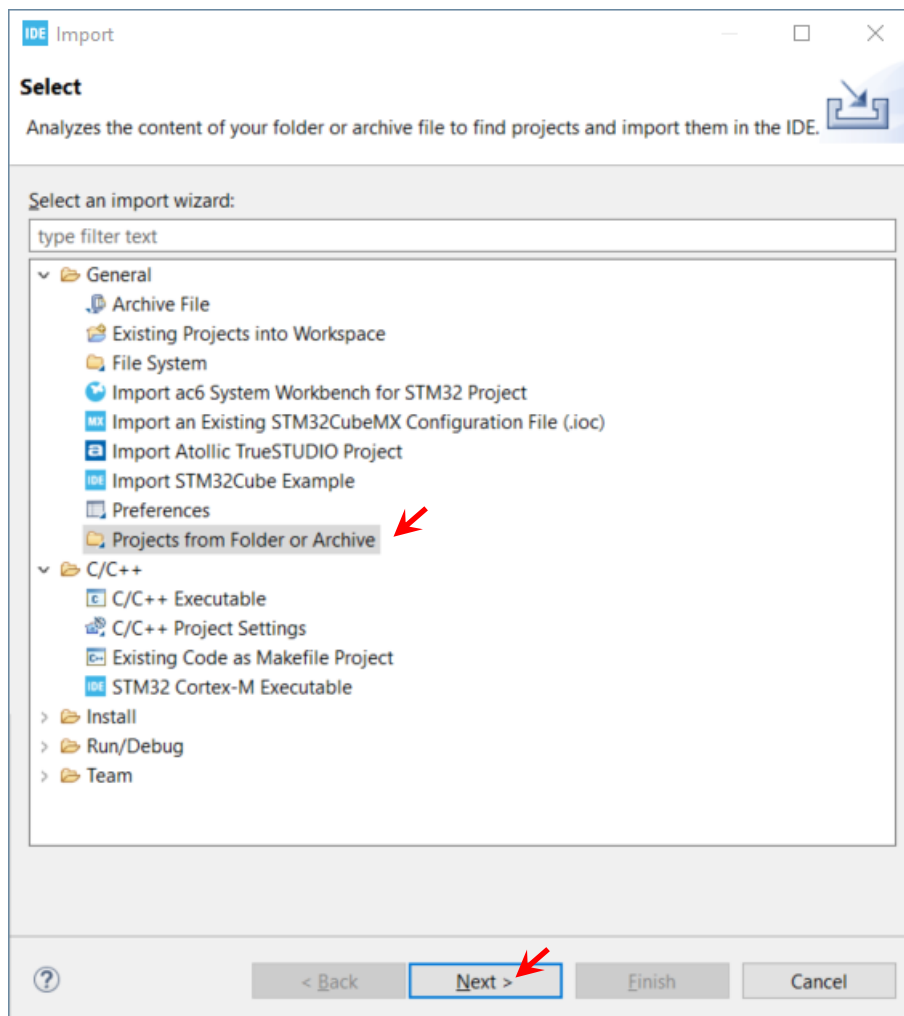 IDE Import
Select
Analyzes the content of your folder or archive file to find projects and import them in the IDE.
Select an import wizard:
type filter text
General
Archive File
Existing Projects into Workspace
File System
Import ac6 System Workbench for STM32 Project
MX Import an Existing STM32CubeMX Configuration File (.ioc)
a Import Atollic TrueSTUDIO Project
IDE Import STM32Cube Example
Preferences
Projects from Folder or Archive
C/C++
c C/C++ Executable
C/C++ Project Settings
C++ Existing Code as Makefile Project
IDE STM32 Cortex-M Executable
Install
Run/Debug
Team
? < Back Next > Finish Cancel